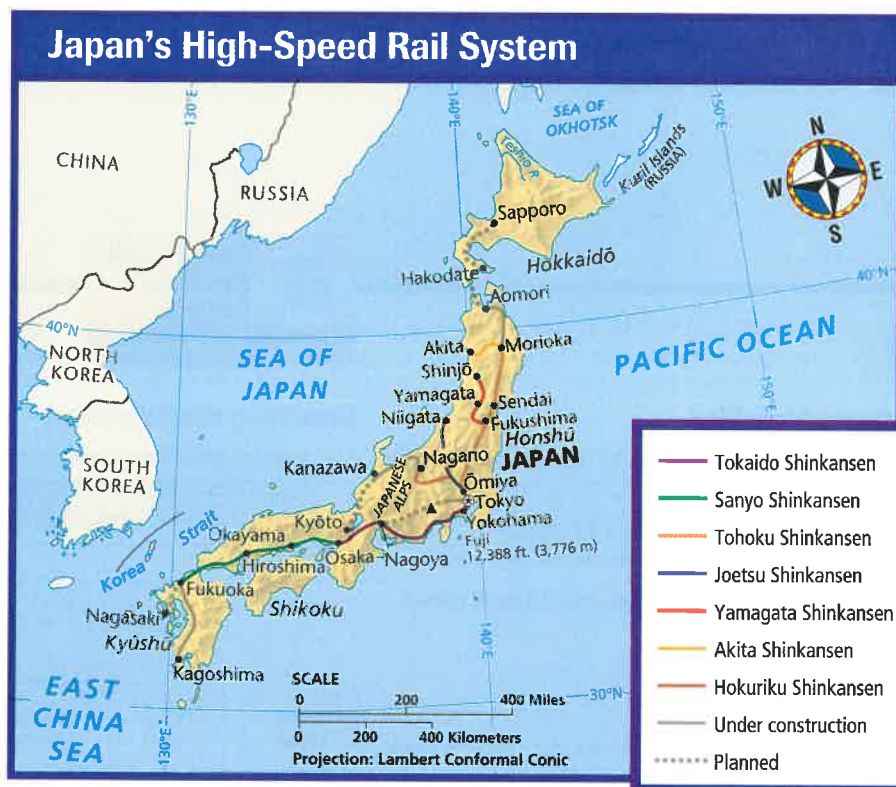 Japan's High-Speed Rail System
130°E
140°E
SEA OF
OKHOTSK
150°E
CHINA
RUSSIA
Teshio R.
Kuril Islands
(RUSSIA)
N
W
E
S
Sapporo
Hakodate
Hokkaidō
Aomori
40°N
40°N
NORTH
KOREA
SEA OF
JAPAN
PACIFIC OCEAN
Akita
Morioka
Shinjō
Yamagata
Sendai
Niigata
Fukushima
Honshū
150°E
JAPAN
Nagano
SOUTH
KOREA
Kanazawa
JAPANESE
ALPS
Ōmiya
Tokyo
Yokohama
Fuji
12,388 ft. (3,776 m)
Korea Strait
Kyōto
Okayama
Ōsaka
Nagoya
Hiroshima
Fukuoka
Nagasaki
Shikoku
Kyūshū
Kagoshima
140°E
EAST
CHINA
SEA
130°E
30°N
SCALE
0 200 400 Miles
0 200 400 Kilometers
Projection: Lambert Conformal Conic
Tokaido Shinkansen
Sanyo Shinkansen
Tohoku Shinkansen
Joetsu Shinkansen
Yamagata Shinkansen
Akita Shinkansen
Hokuriku Shinkansen
Under construction
Planned